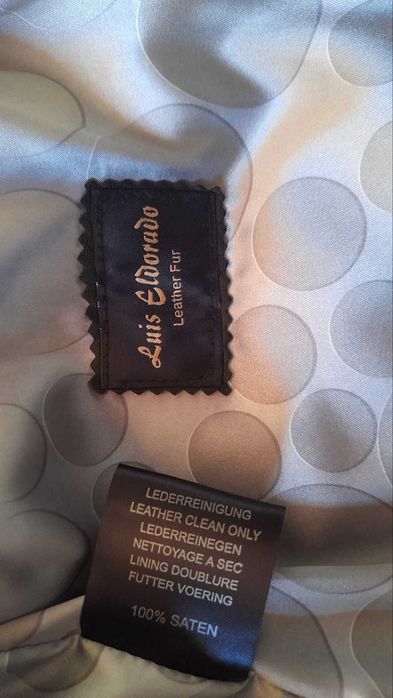 Luis Eldorado
Leather Fur
LEDERREINIGUNG
LEATHER CLEAN ONLY
LEDERREINEGEN
NETTOYAGE A SEC
LINING DOUBLURE
FUTTER VOERING
100% SATEN